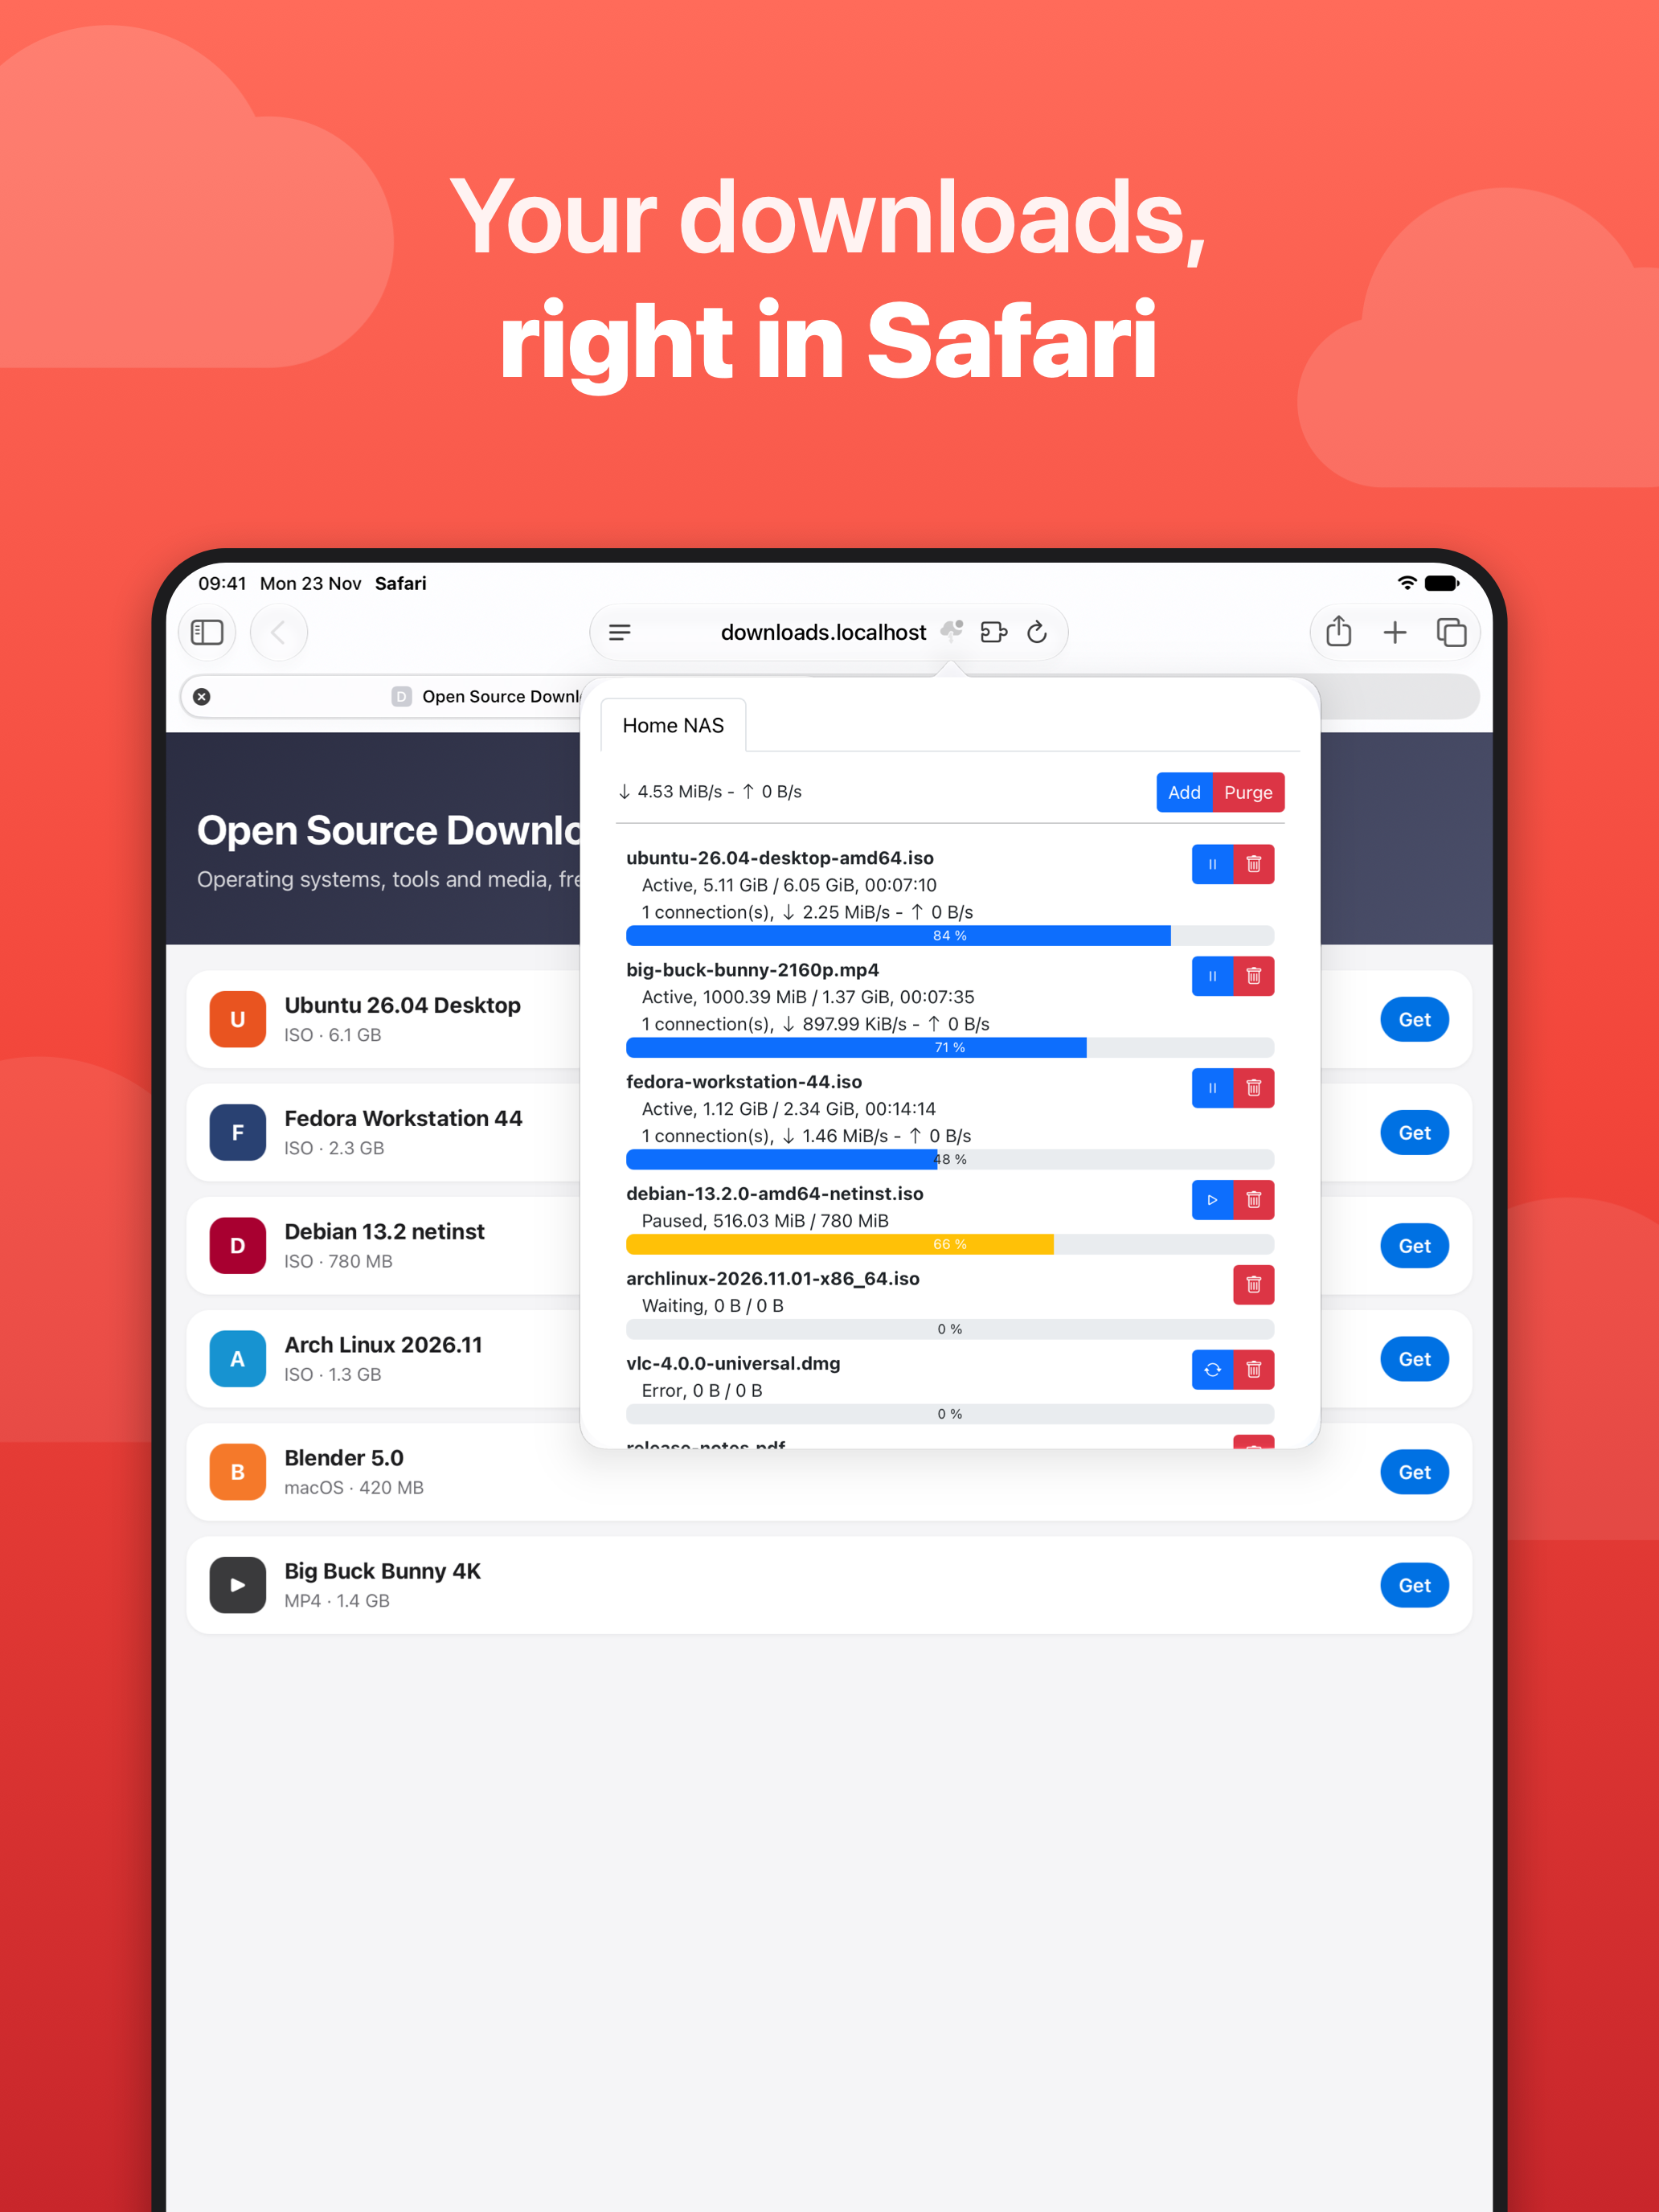 Your downloads,
right in Safari
09:41 Mon 23 Nov Safari
downloads.localhost
D Open Source Downl
Home NAS
↓ 4.53 MiB/s - ↑ 0 B/s
Add Purge
Open Source Downlo
Operating systems, tools and media, fre
ubuntu-26.04-desktop-amd64.iso
Active, 5.11 GiB / 6.05 GiB, 00:07:10
1 connection(s), ↓ 2.25 MiB/s - ↑ 0 B/s
84 %
big-buck-bunny-2160p.mp4
Active, 1000.39 MiB / 1.37 GiB, 00:07:35
1 connection(s), ↓ 897.99 KiB/s - ↑ 0 B/s
71 %
fedora-workstation-44.iso
Active, 1.12 GiB / 2.34 GiB, 00:14:14
1 connection(s), ↓ 1.46 MiB/s - ↑ 0 B/s
48 %
debian-13.2.0-amd64-netinst.iso
Paused, 516.03 MiB / 780 MiB
66 %
archlinux-2026.11.01-x86_64.iso
Waiting, 0 B / 0 B
0 %
vlc-4.0.0-universal.dmg
Error, 0 B / 0 B
0 %
release-notes.pdf
U
Ubuntu 26.04 Desktop
ISO · 6.1 GB
Get
F
Fedora Workstation 44
ISO · 2.3 GB
Get
D
Debian 13.2 netinst
ISO · 780 MB
Get
A
Arch Linux 2026.11
ISO · 1.3 GB
Get
B
Blender 5.0
macOS · 420 MB
Get
Big Buck Bunny 4K
MP4 · 1.4 GB
Get